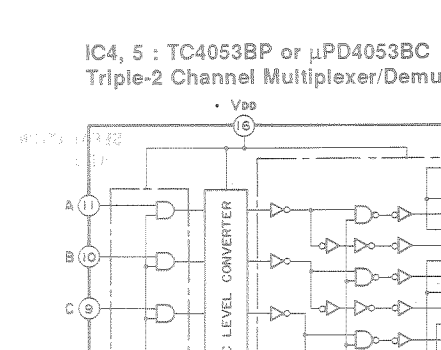 IC4, 5 : TC4053BP or μPD4053BC
Triple-2 Channel Multiplexer/Demu
VDD
16
A 11
B 10
C 9
C LEVEL CONVERTER